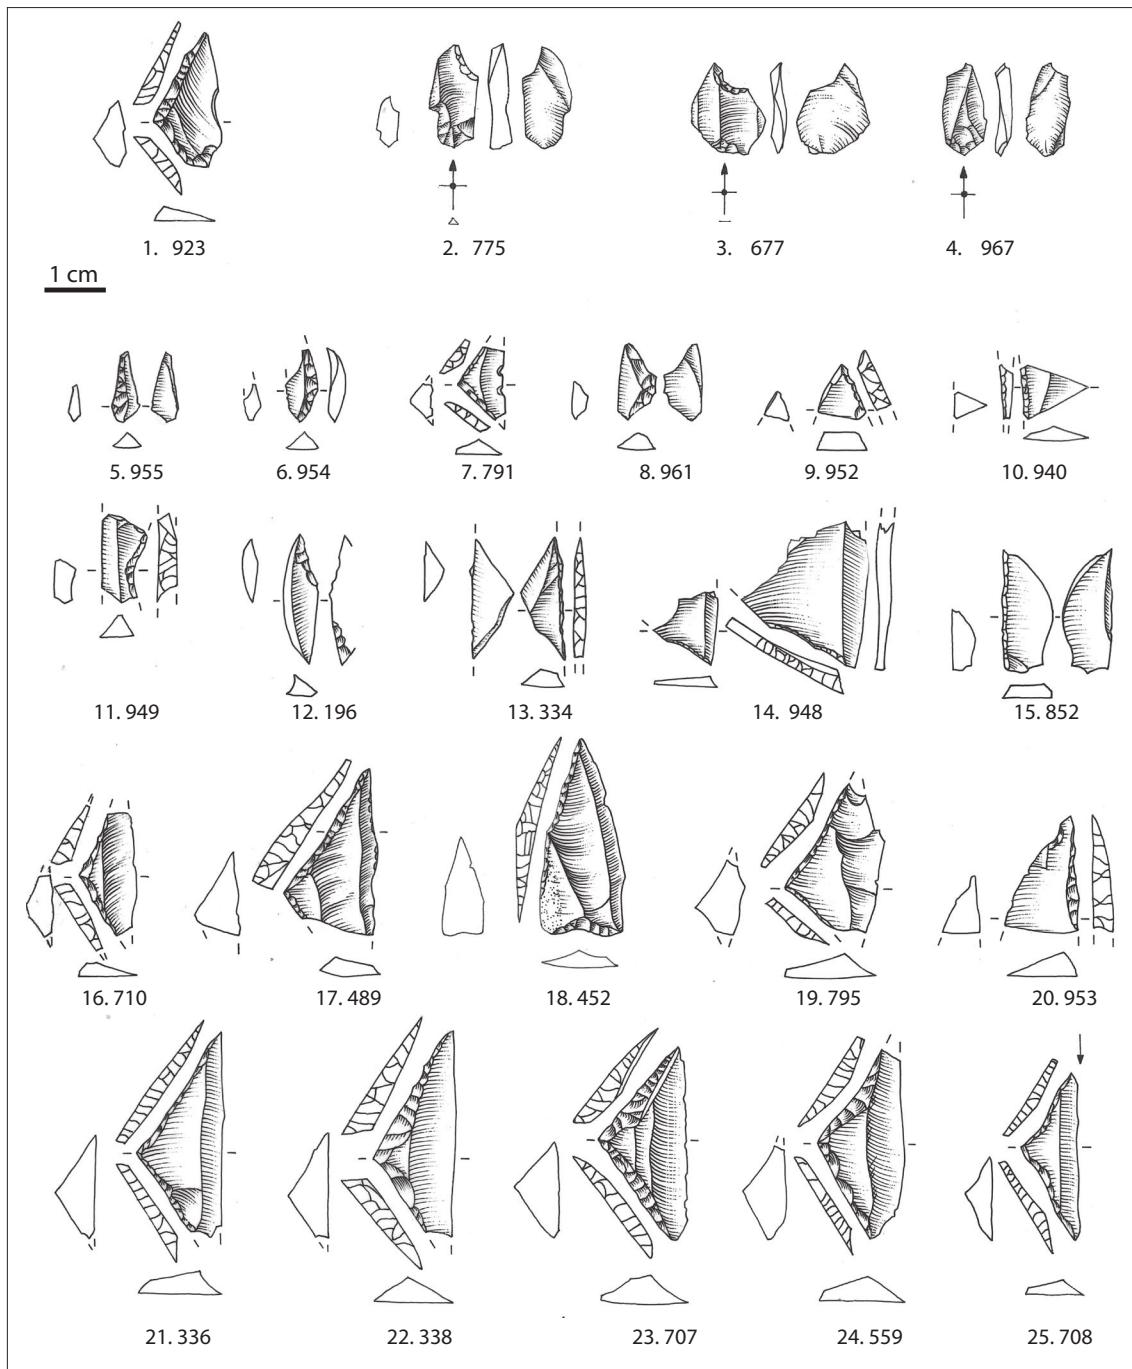 1. 923 2. 775 3. 677 4. 967
1 cm
5. 955 6. 954 7. 791 8. 961 9. 952 10. 940
11. 949 12. 196 13. 334 14. 948 15. 852
16. 710 17. 489 18. 452 19. 795 20. 953
21. 336 22. 338 23. 707 24. 559 25. 708